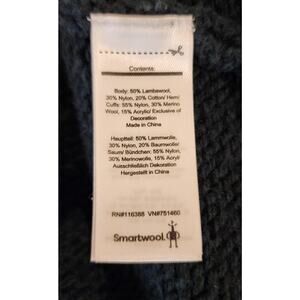 Contents:
Body: 50% Lambswool,
30% Nylon, 20% Cotton/ Hem/
Cuffs: 55% Nylon, 30% Merino
Wool, 15% Acrylic/ Exclusive of
Decoration
Made in China
Hauptteil: 50% Lammwolle,
30% Nylon, 20% Baumwolle/
Saum/ Bündchen: 55% Nylon,
30% Merinowolle, 15% Acryl/
Ausschließlich Dekoration
Hergestellt in China
RN#116388 VN#751460
Smartwool.